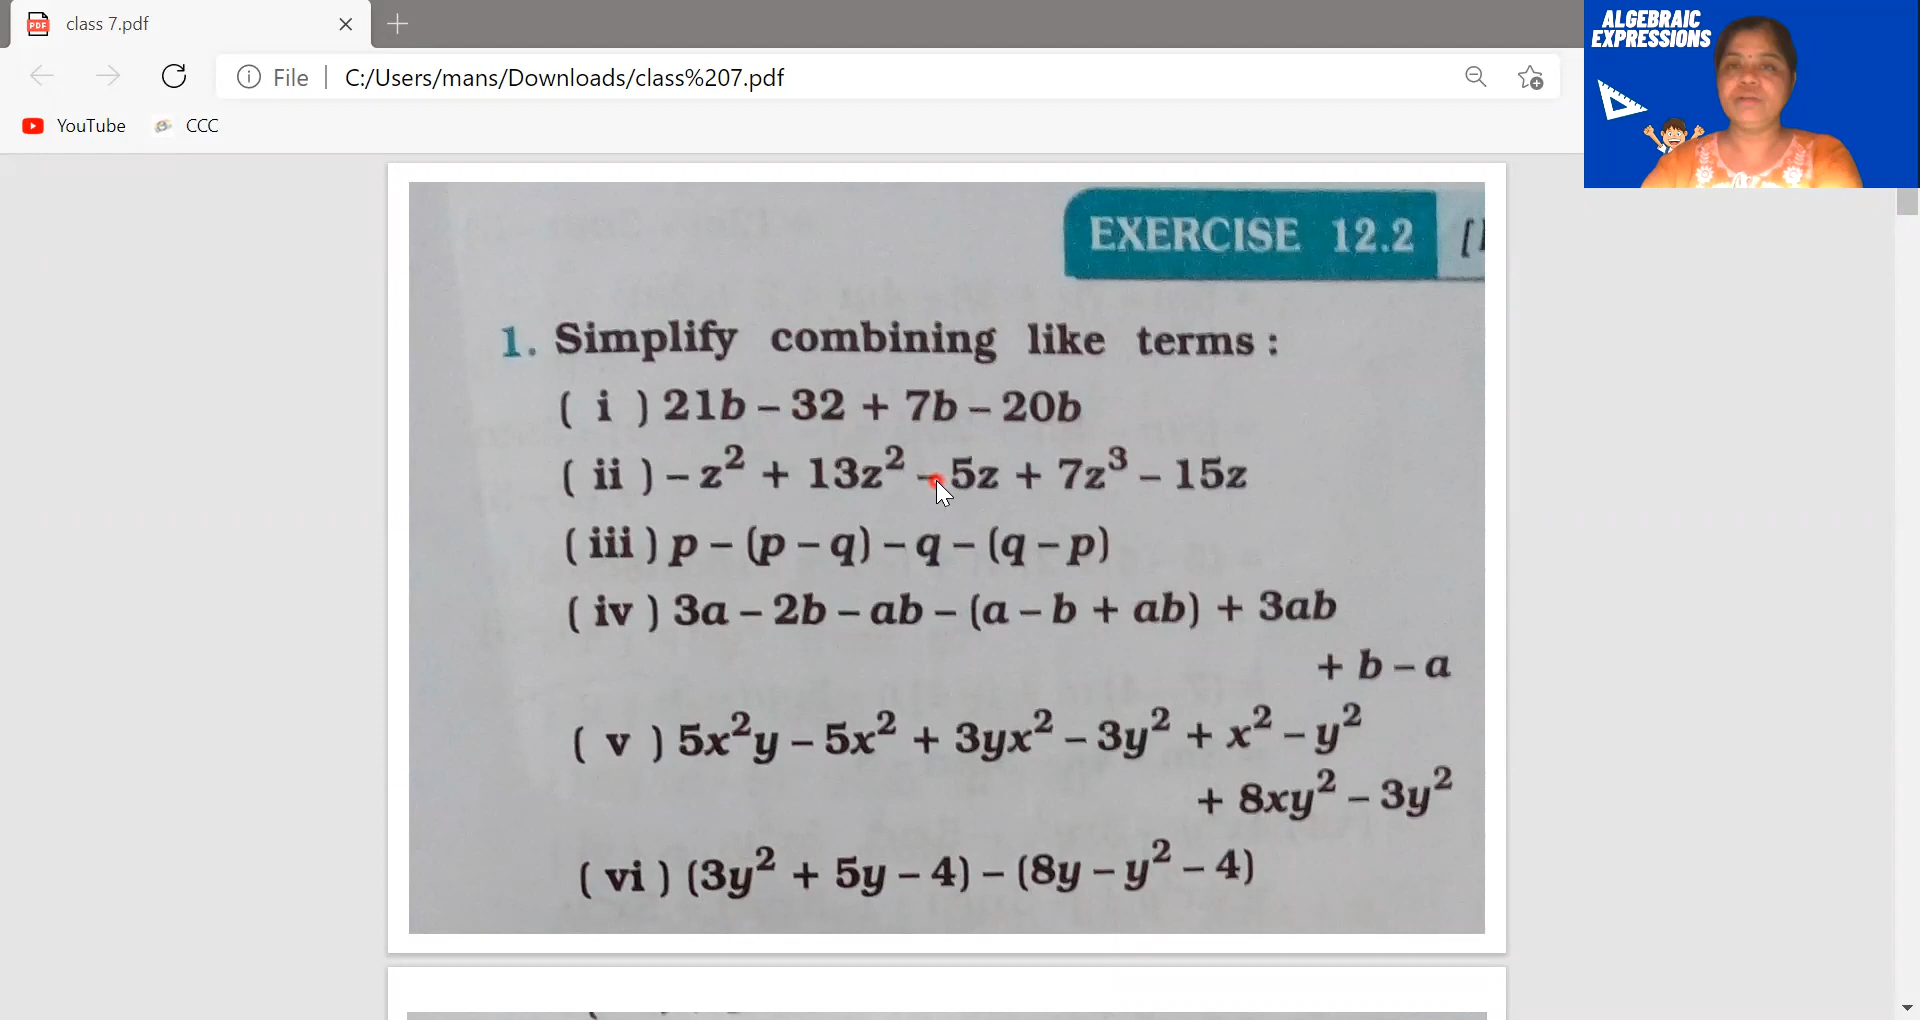 class 7.pdf
File | C:/Users/mans/Downloads/class%207.pdf
YouTube CCC
ALGEBRAIC
EXPRESSIONS
EXERCISE 12.2
1. Simplify combining like terms :
( i ) 21b – 32 + 7b – 20b
( ii ) – z² + 13z² – 5z + 7z³ – 15z
( iii ) p – (p – q) – q – (q – p)
( iv ) 3a – 2b – ab – (a – b + ab) + 3ab
+ b – a
( v ) 5x²y – 5x² + 3yx² – 3y² + x² – y²
+ 8xy² – 3y²
( vi ) (3y² + 5y – 4) – (8y – y² – 4)